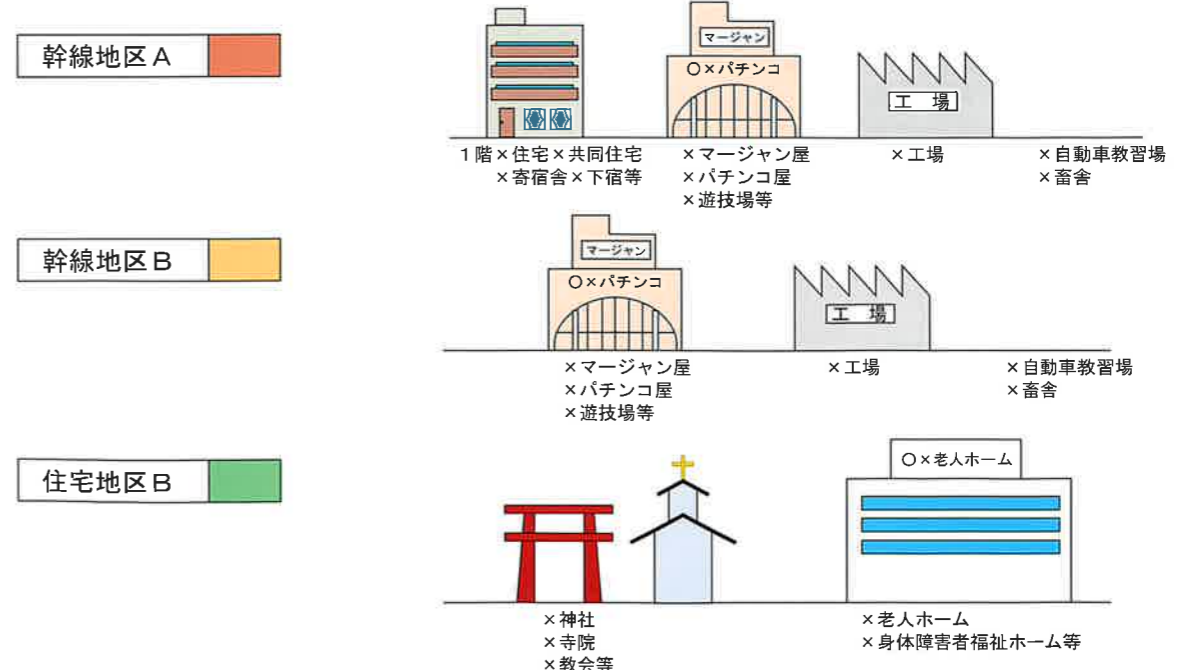 幹線地区A
マージャン
〇×パチンコ
工 場
1階×住宅×共同住宅
×寄宿舎×下宿等
×マージャン屋
×パチンコ屋
×遊技場等
×工場
×自動車教習場
×畜舎
幹線地区B
マージャン
〇×パチンコ
工 場
×マージャン屋
×パチンコ屋
×遊技場等
×工場
×自動車教習場
×畜舎
住宅地区B
〇×老人ホーム
×神社
×寺院
×教会等
×老人ホーム
×身体障害者福祉ホーム等